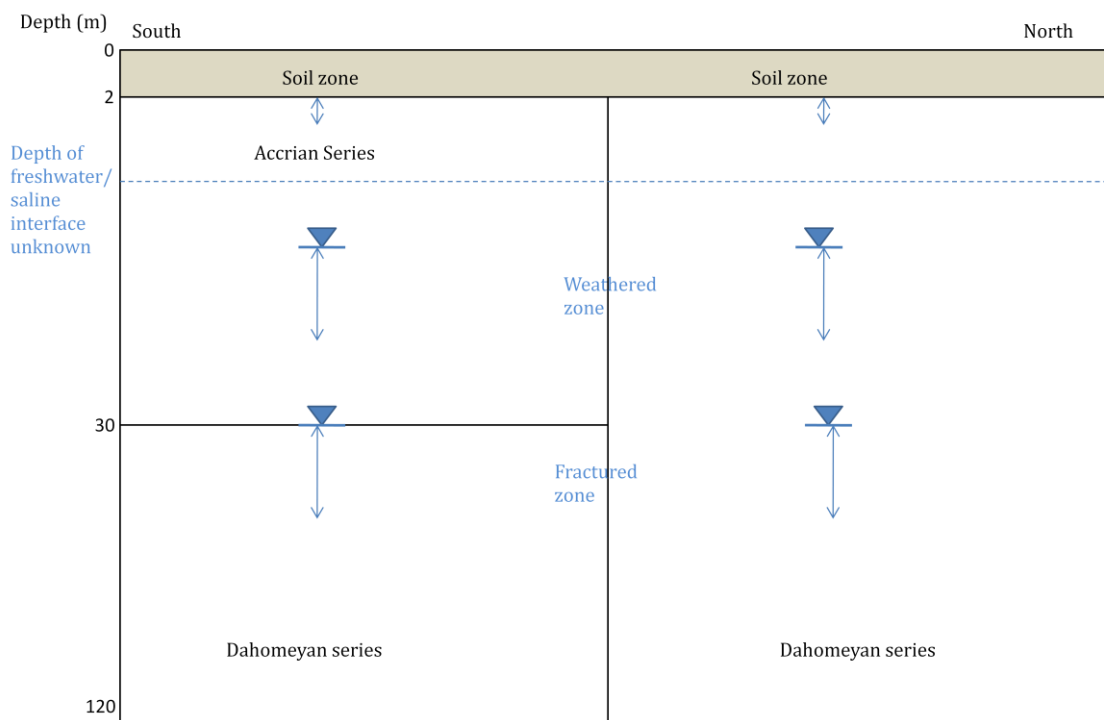 Depth (m)
South
North
0
Soil zone
Soil zone
2
Accrian Series
Depth of
freshwater/
saline
interface
unknown
Weathered
zone
30
Fractured
zone
Dahomeyan series
Dahomeyan series
120